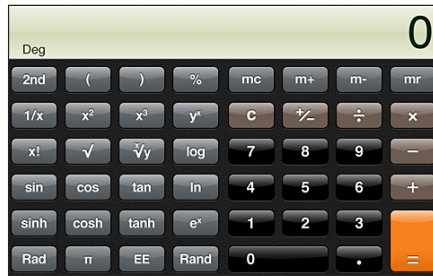 0
Deg
2nd ( ) % mc m+ m- mr
1/x x² x³ yˣ C +/− ÷ ×
x! √ ˣ√y log 7 8 9 −
sin cos tan ln 4 5 6 +
sinh cosh tanh eˣ 1 2 3
Rad π EE Rand 0 . =